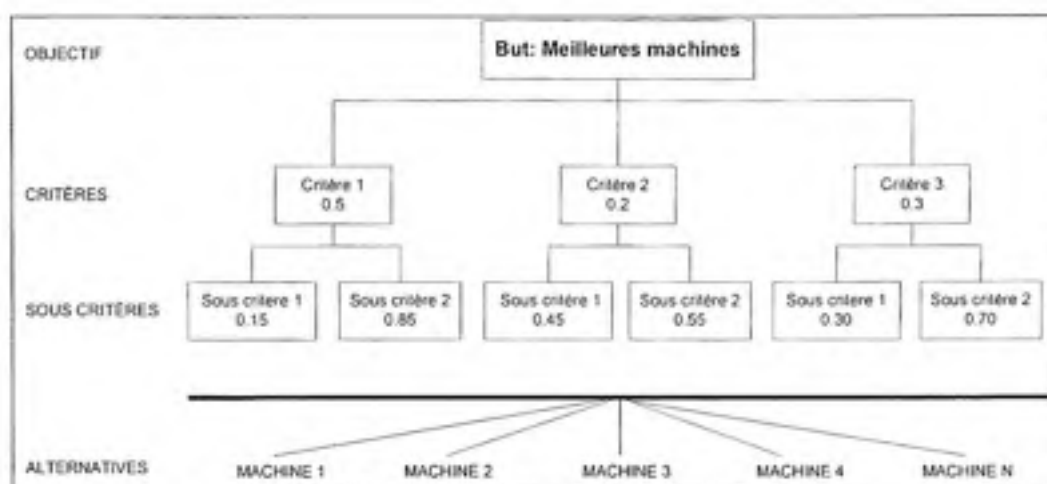 OBJECTIF
But: Meilleures machines
CRITÈRES
Critère 1
0.5
Critère 2
0.2
Critère 3
0.3
SOUS CRITÈRES
Sous critere 1
0.15
Sous critère 2
0.85
Sous critère 1
0.45
Sous critère 2
0.55
Sous critère 1
0.30
Sous critère 2
0.70
ALTERNATIVES
MACHINE 1
MACHINE 2
MACHINE 3
MACHINE 4
MACHINE N